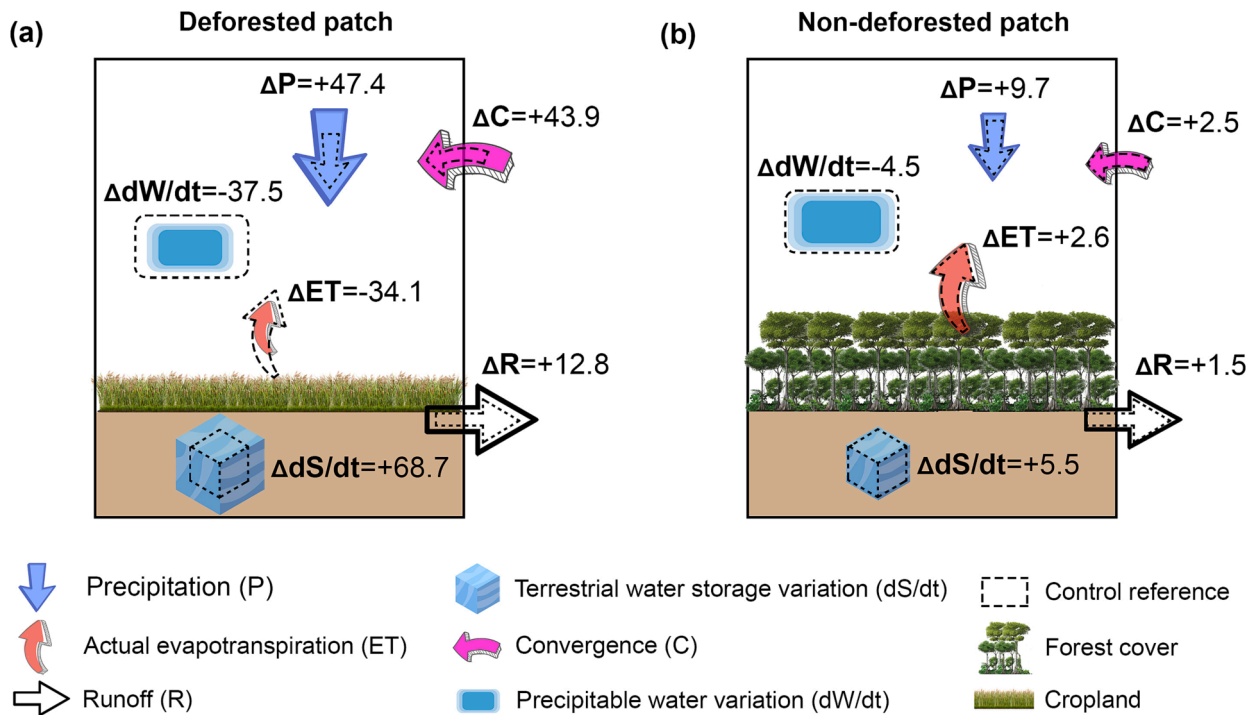 (a)
Deforested patch
ΔP=+47.4
ΔC=+43.9
ΔdW/dt=-37.5
ΔET=-34.1
ΔR=+12.8
ΔdS/dt=+68.7
(b)
Non-deforested patch
ΔP=+9.7
ΔC=+2.5
ΔdW/dt=-4.5
ΔET=+2.6
ΔR=+1.5
ΔdS/dt=+5.5
Precipitation (P)
Terrestrial water storage variation (dS/dt)
Control reference
Actual evapotranspiration (ET)
Convergence (C)
Forest cover
Runoff (R)
Precipitable water variation (dW/dt)
Cropland